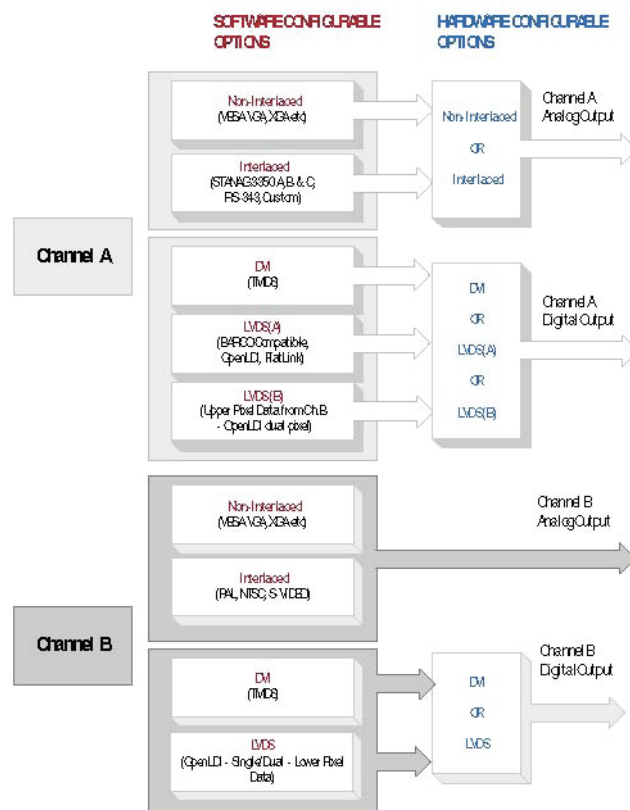 SOFTWARE CONFIGURABLE
OPTIONS
HARDWARE CONFIGURABLE
OPTIONS
Non-Interlaced
(VESA VGA, XGA etc)
Interlaced
(STANAG3350 A, B & C,
RS-343, Custom)
Non-Interlaced
OR
Interlaced
Channel A
Analog Output
Channel A
DVI
(TMDS)
LVDS(A)
(BARCO Compatible,
OpenLDI, FlatLink)
LVDS(B)
(Upper Pixel Data from Ch.B
- OpenLDI dual pixel)
DVI
OR
LVDS(A)
OR
LVDS(B)
Channel A
Digital Output
Non-Interlaced
(VESA VGA, XGA etc)
Interlaced
(PAL, NTSC, S-VIDEO)
Channel B
Analog Output
Channel B
DVI
(TMDS)
LVDS
(OpenLDI - Single/Dual - Lower Pixel
Data)
DVI
OR
LVDS
Channel B
Digital Output